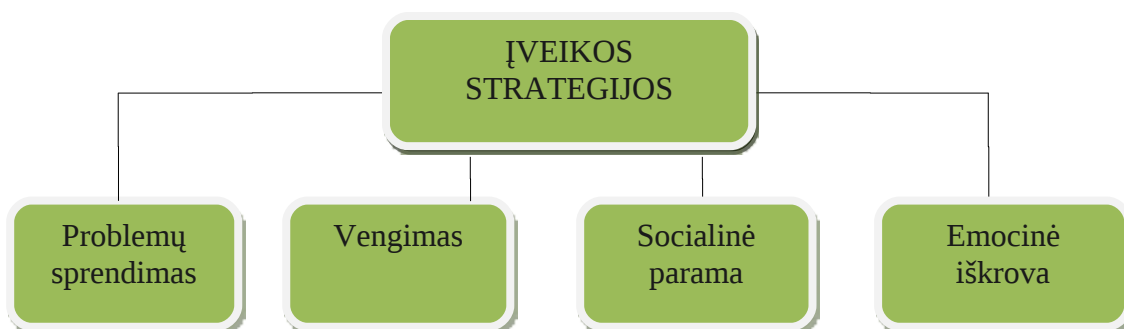 ĮVEIKOS
STRATEGIJOS
Problemų
sprendimas
Vengimas
Socialinė
parama
Emocinė
iškrova